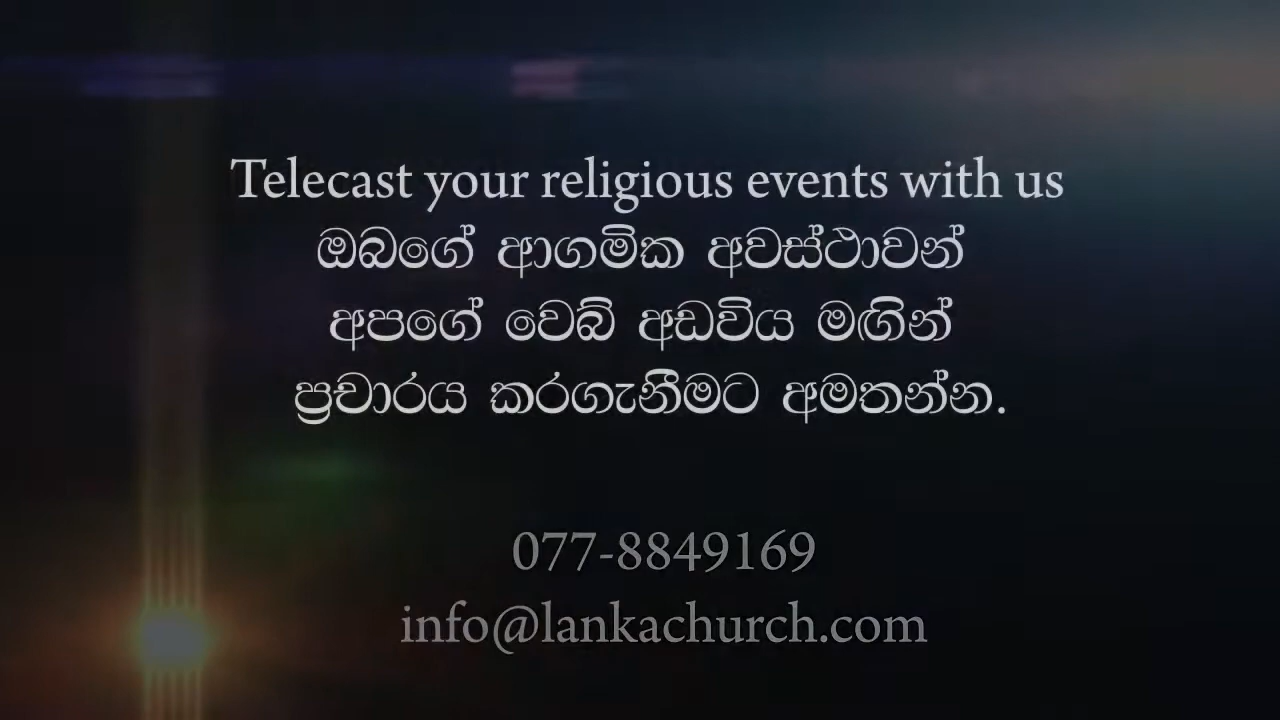 Telecast your religious events with us
ඔබගේ ආගමික අවස්ථාවන්
අපගේ වෙබ් අඩවිය මඟින්
ප්‍රචාරය කරගැනීමට අමතන්න.
077-8849169
info@lankachurch.com